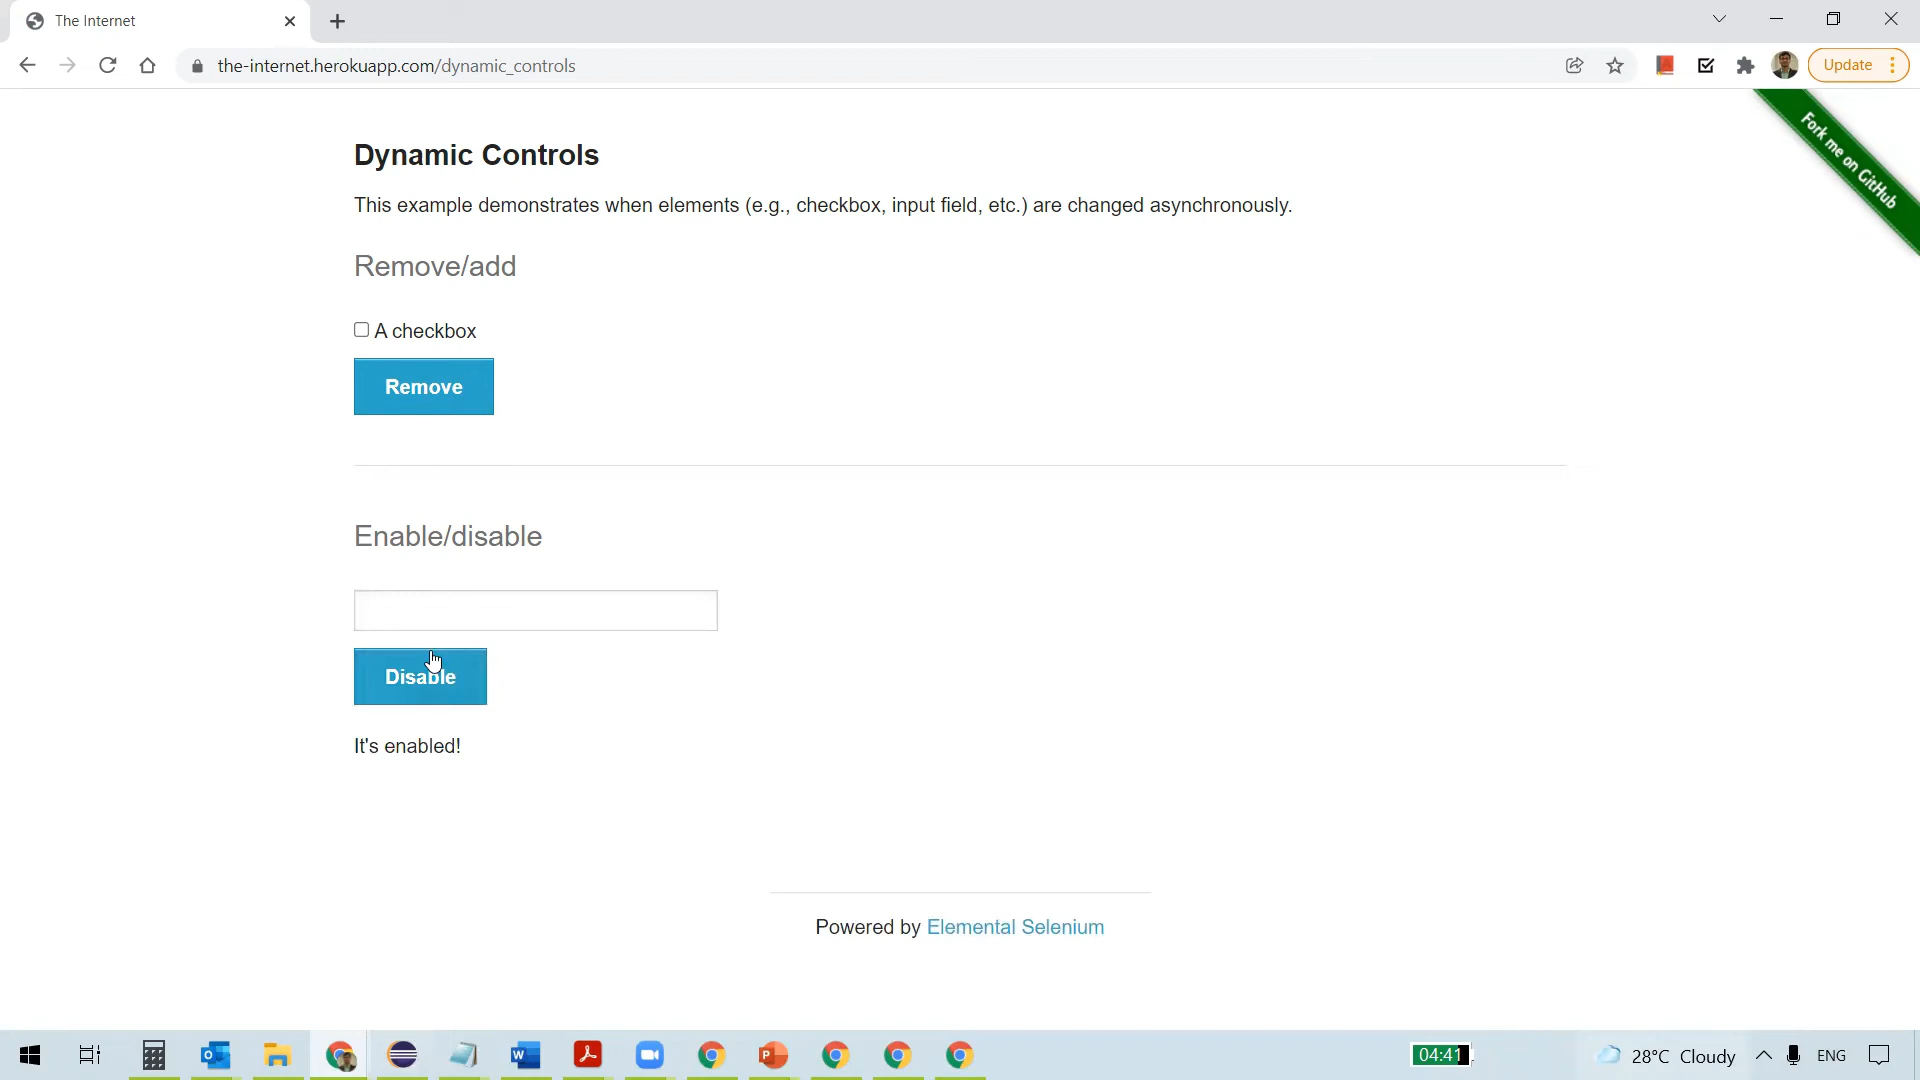 The Internet
the-internet.herokuapp.com/dynamic_controls
Update
Fork me on GitHub
Dynamic Controls
This example demonstrates when elements (e.g., checkbox, input field, etc.) are changed asynchronously.
Remove/add
A checkbox
Remove
Enable/disable
Disable
It's enabled!
Powered by Elemental Selenium
04:41
28°C Cloudy
ENG